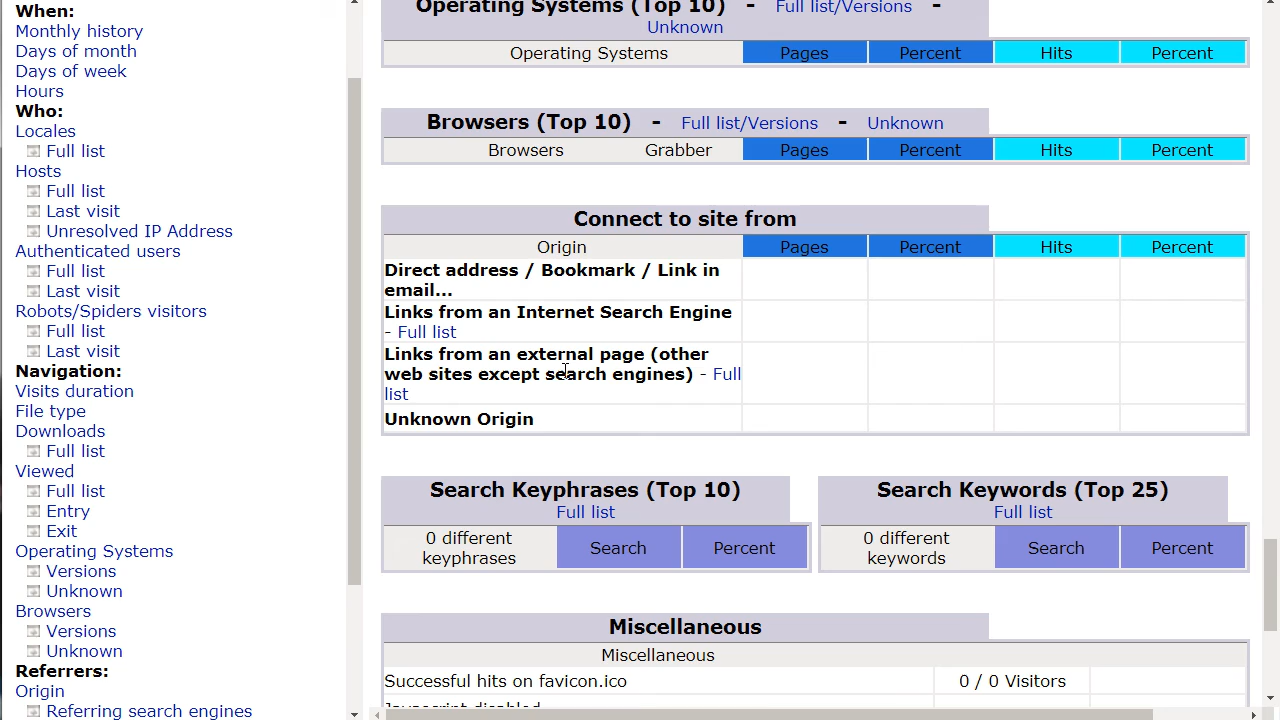 When:
Monthly history
Days of month
Days of week
Hours
Who:
Locales
Full list
Hosts
Full list
Last visit
Unresolved IP Address
Authenticated users
Full list
Last visit
Robots/Spiders visitors
Full list
Last visit
Navigation:
Visits duration
File type
Downloads
Full list
Viewed
Full list
Entry
Exit
Operating Systems
Versions
Unknown
Browsers
Versions
Unknown
Referrers:
Origin
Referring search engines
Operating Systems (Top 10) - Full list/Versions -
Unknown
Operating Systems Pages Percent Hits Percent
Browsers (Top 10) - Full list/Versions - Unknown
Browsers Grabber Pages Percent Hits Percent
Connect to site from
Origin Pages Percent Hits Percent
Direct address / Bookmark / Link in
email...
Links from an Internet Search Engine
- Full list
Links from an external page (other
web sites except search engines) - Full
list
Unknown Origin
Search Keyphrases (Top 10)
Full list
0 different
keyphrases
Search Percent
Search Keywords (Top 25)
Full list
0 different
keywords
Search Percent
Miscellaneous
Miscellaneous
Successful hits on favicon.ico 0 / 0 Visitors
Javascript disabled